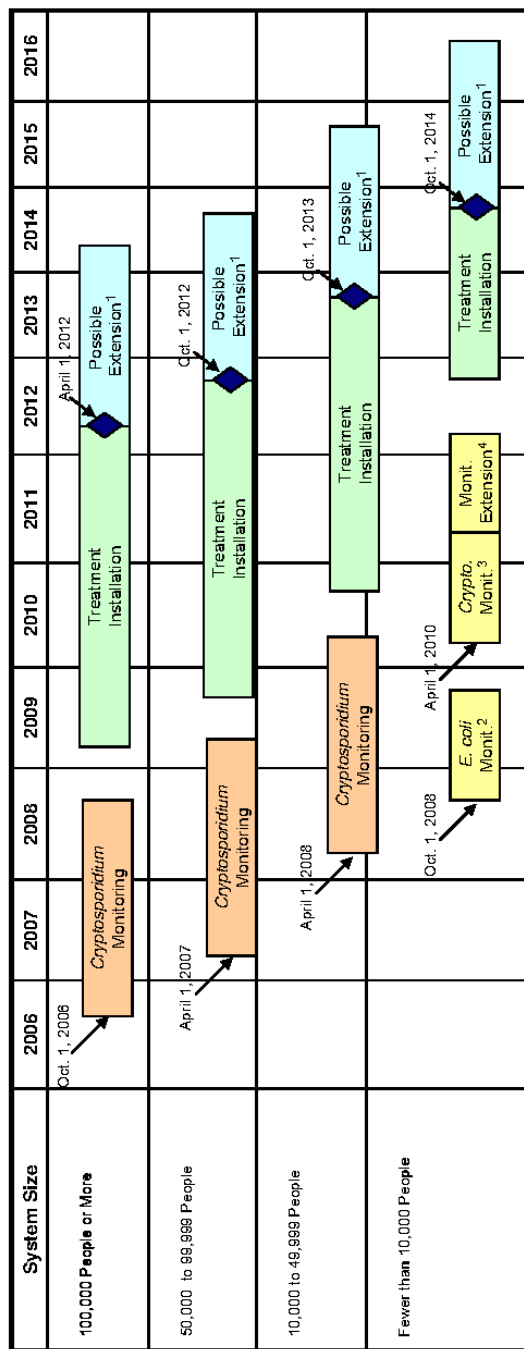 System Size
2006
2007
2008
2009
2010
2011
2012
2013
2014
2015
2016
100,000 People or More
Oct. 1, 2006
Cryptosporidium
Monitoring
Treatment
Installation
April 1, 2012
Possible
Extension¹
50,000 to 99,999 People
April 1, 2007
Cryptosporidium
Monitoring
Treatment
Installation
Oct. 1, 2012
Possible
Extension¹
10,000 to 49,999 People
April 1, 2008
Cryptosporidium
Monitoring
Treatment
Installation
Oct. 1, 2013
Possible
Extension¹
Fewer than 10,000 People
Oct. 1, 2008
E. coli
Monit.²
April 1, 2010
Crypto.
Monit.³
Monit.
Extension⁴
Treatment
Installation
Oct. 1, 2014
Possible
Extension¹